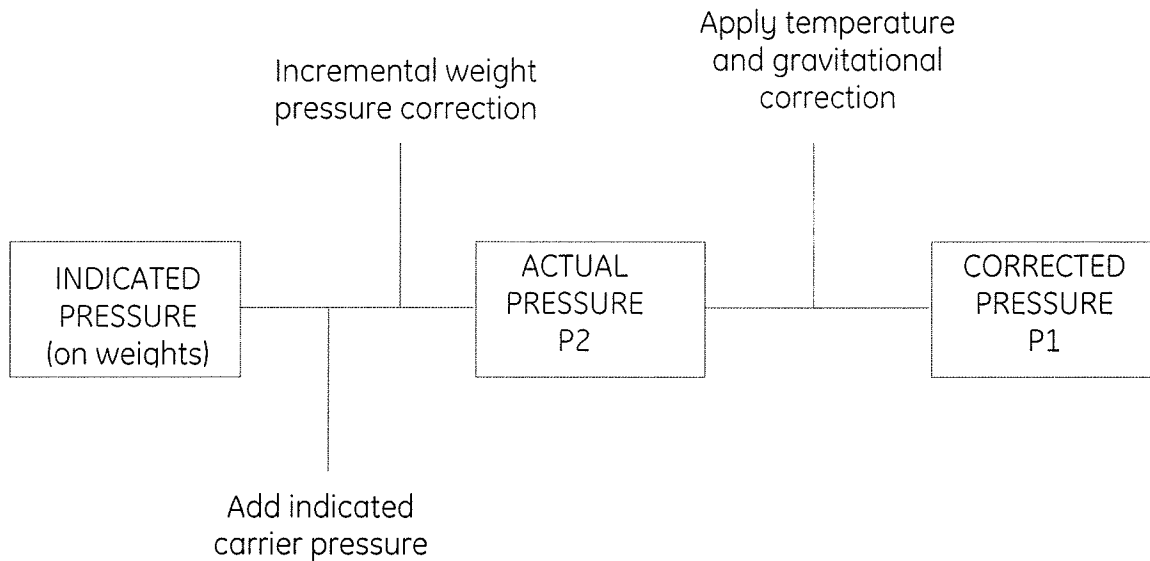 Apply temperature
and gravitational
correction
Incremental weight
pressure correction
INDICATED
PRESSURE
(on weights)
ACTUAL
PRESSURE
P2
CORRECTED
PRESSURE
P1
Add indicated
carrier pressure